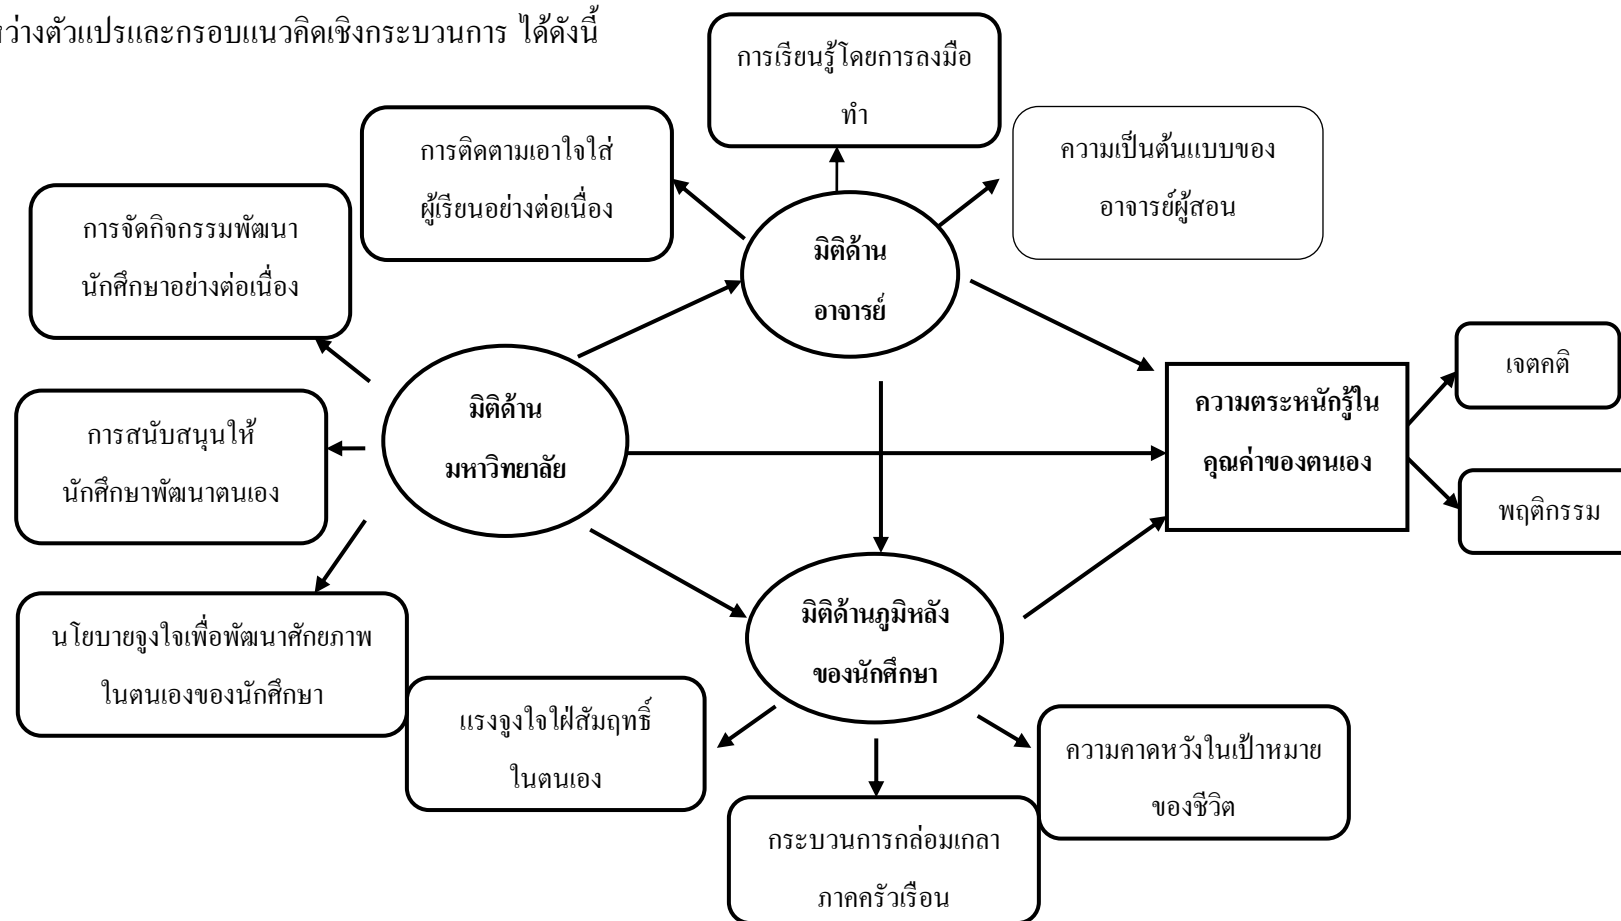 ว่างตัวแปรและกรอบแนวคิดเชิงกระบวนการ ได้ดังนี้
การเรียนรู้โดยการลงมือ
ทำ
การติดตามเอาใจใส่
ผู้เรียนอย่างต่อเนื่อง
ความเป็นต้นแบบของ
อาจารย์ผู้สอน
การจัดกิจกรรมพัฒนา
นักศึกษาอย่างต่อเนื่อง
มิติด้าน
อาจารย์
เจตคติ
มิติด้าน
มหาวิทยาลัย
ความตระหนักรู้ใน
คุณค่าของตนเอง
การสนับสนุนให้
นักศึกษาพัฒนาตนเอง
พฤติกรรม
นโยบายจูงใจเพื่อพัฒนาศักยภาพ
ในตนเองของนักศึกษา
มิติด้านภูมิหลัง
ของนักศึกษา
แรงจูงใจใฝ่สัมฤทธิ์
ในตนเอง
ความคาดหวังในเป้าหมาย
ของชีวิต
กระบวนการกล่อมเกลา
ภาคครัวเรือน